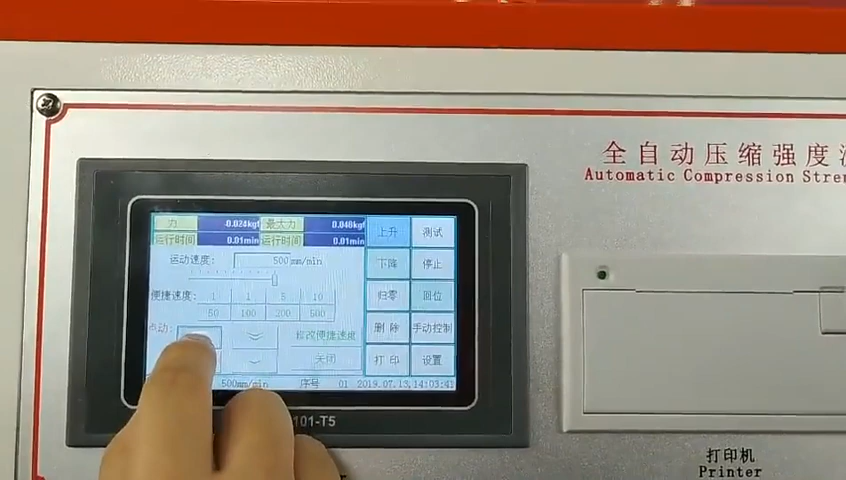 全自动压缩强度
Automatic Compression Stren
力 -0.024kgf 最大力 0.048kgf 上升 测试
运行时间 0.01min 运行时间 0.01min
运动速度: 500 mm/min 下降 停止
便捷速度: 1 1 5 10 归零 回位
50 100 200 500
点动: 修改便捷速度 删 除 手动控制
关闭 打 印 设置
500mm/min 序号 01 2019.07.13,14:03:41
101-T5
打印机
Printer